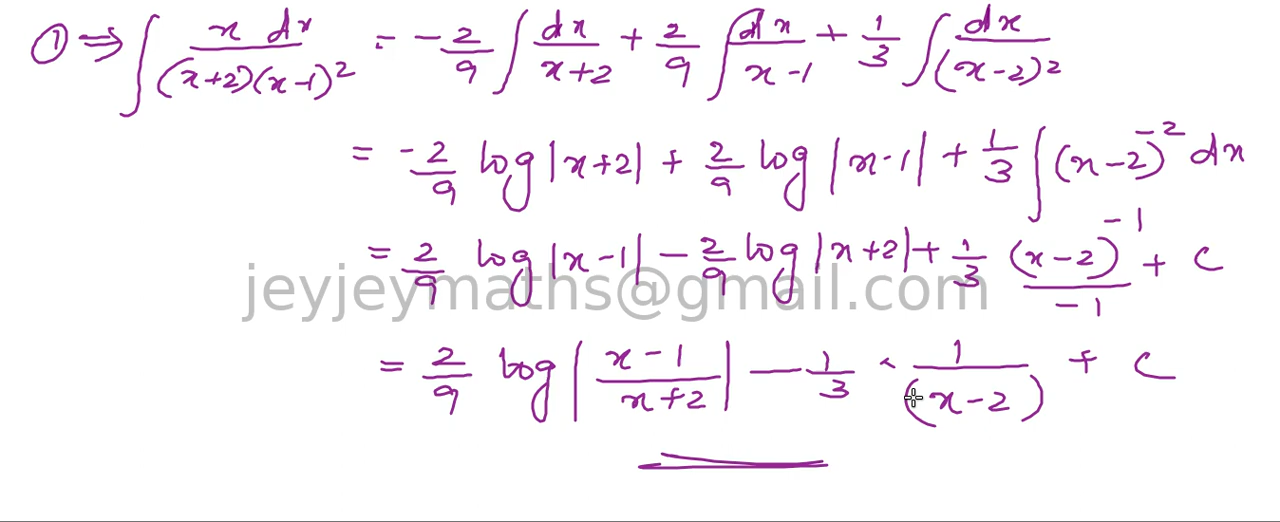 ① ⇒ ∫ x dx / (x+2)(x-1)² = -2/9 ∫ dx/x+2 + 2/9 ∫ dx/x-1 + 1/3 ∫ dx/(x-2)²
= -2/9 log|x+2| + 2/9 log|x-1| + 1/3 ∫ (x-2)⁻² dx
= 2/9 log|x-1| - 2/9 log|x+2| + 1/3 (x-2)⁻¹/-1 + C
jeyjeymaths@gmail.com
= 2/9 log|x-1/x+2| - 1/3 × 1/(x-2) + C